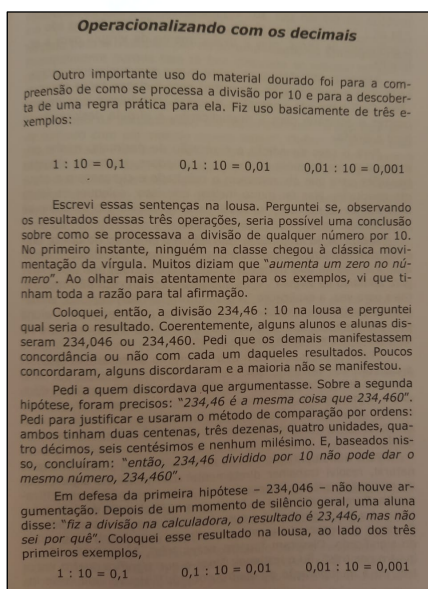 Operacionalizando com os decimais
Outro importante uso do material dourado foi para a com-
preensão de como se processa a divisão por 10 e para a descober-
ta de uma regra prática para ela. Fiz uso basicamente de três e-
xemplos:
1 : 10 = 0,1 0,1 : 10 = 0,01 0,01 : 10 = 0,001
Escrevi essas sentenças na lousa. Perguntei se, observando
os resultados dessas três operações, seria possível uma conclusão
sobre como se processava a divisão de qualquer número por 10.
No primeiro instante, ninguém na classe chegou à clássica movi-
mentação da vírgula. Muitos diziam que "aumenta um zero no nú-
mero". Ao olhar mais atentamente para os exemplos, vi que ti-
nham toda a razão para tal afirmação.
Coloquei, então, a divisão 234,46 : 10 na lousa e perguntei
qual seria o resultado. Coerentemente, alguns alunos e alunas dis-
seram 234,046 ou 234,460. Pedi que os demais manifestassem
concordância ou não com cada um daqueles resultados. Poucos
concordaram, alguns discordaram e a maioria não se manifestou.
Pedi a quem discordava que argumentasse. Sobre a segunda
hipótese, foram precisos: "234,46 é a mesma coisa que 234,460".
Pedi para justificar e usaram o método de comparação por ordens:
ambos tinham duas centenas, três dezenas, quatro unidades, qua-
tro décimos, seis centésimos e nenhum milésimo. E, baseados nis-
so, concluíram: "então, 234,46 dividido por 10 não pode dar o
mesmo número, 234,460".
Em defesa da primeira hipótese – 234,046 – não houve ar-
gumentação. Depois de um momento de silêncio geral, uma aluna
disse: "fiz a divisão na calculadora, o resultado é 23,446, mas não
sei por quê". Coloquei esse resultado na lousa, ao lado dos três
primeiros exemplos,
1 : 10 = 0,1 0,1 : 10 = 0,01 0,01 : 10 = 0,001